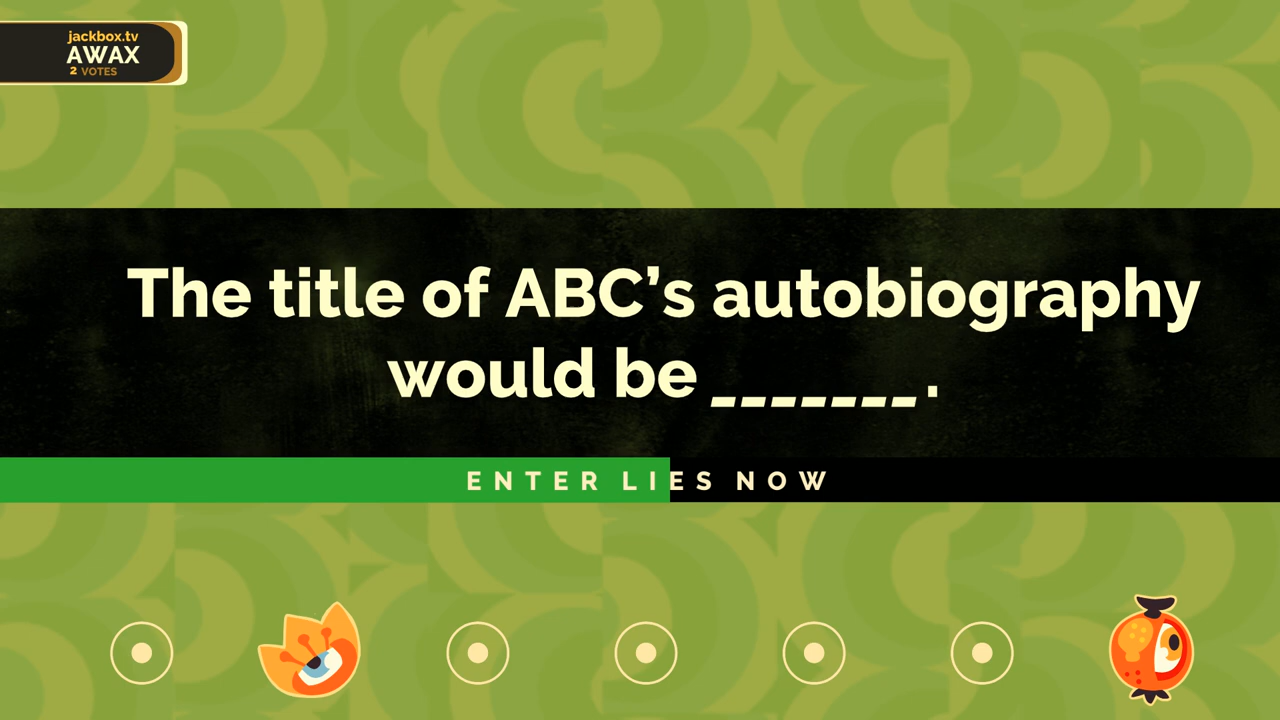 jackbox.tv
AWAX
2 VOTES
The title of ABC’s autobiography
would be _______.
ENTER LIES NOW